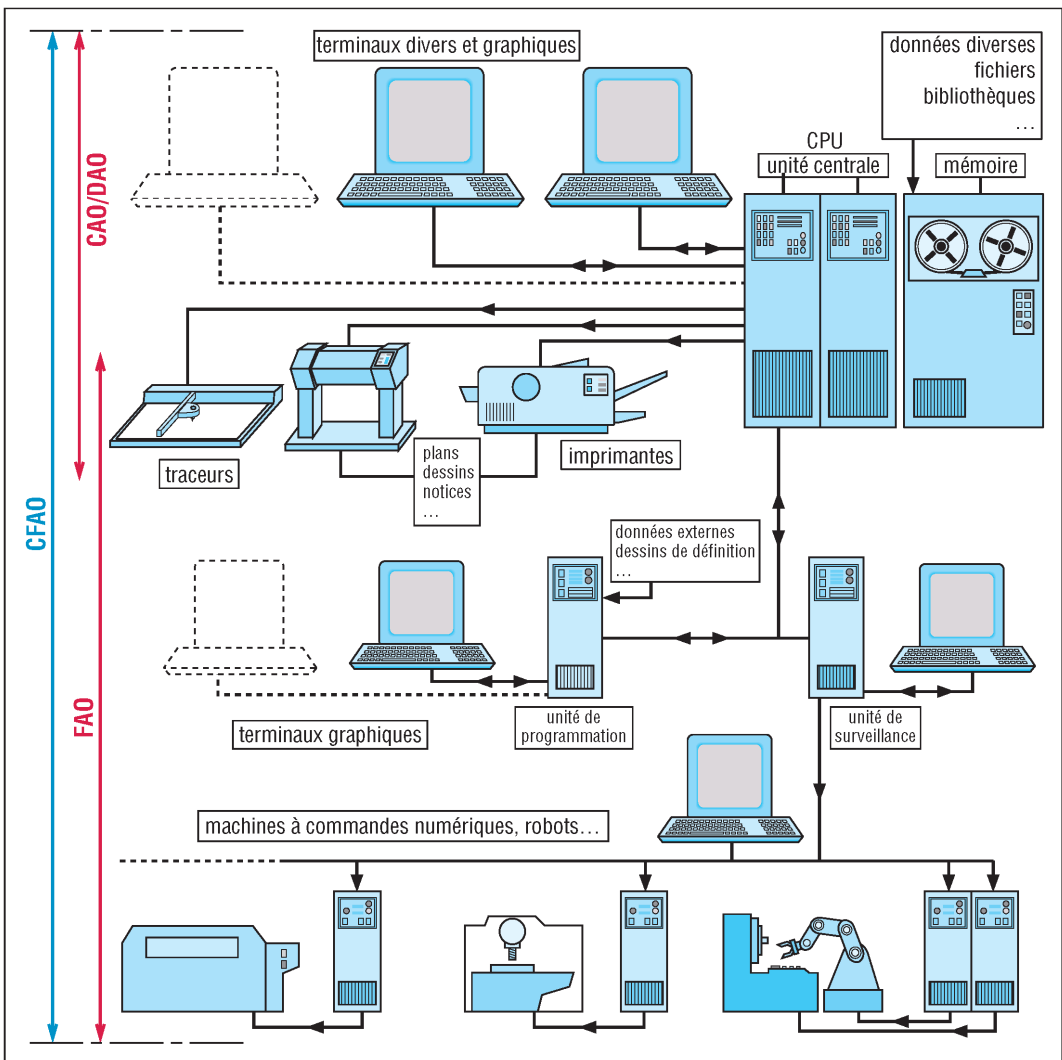 terminaux divers et graphiques
données diverses
fichiers
bibliothèques
...
CPU
unité centrale
mémoire
CAO/DAO
traceurs
plans
dessins
notices
...
imprimantes
CFAO
données externes
dessins de définition
...
FAO
terminaux graphiques
unité de
programmation
unité de
surveillance
machines à commandes numériques, robots...